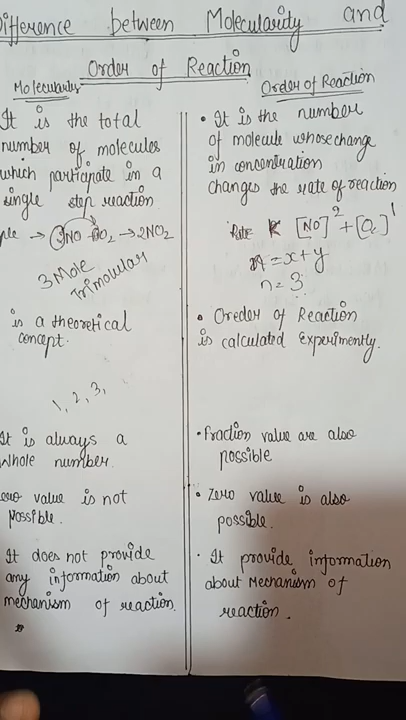 Difference between Molecularity and
Order of Reaction
Molecularity
It is the total
number of molecules
which participate in a
single step reaction
→ 2NO + O₂ → 2NO₂
3 Mole
Trimolular
is a theoretical
concept.
1, 2, 3,
It is always a
whole number.
zero value is not
possible.
It does not provide
any information about
mechanism of reaction.
Order of Reaction
• It is the number
of molecule whose change
in concentration
changes the rate of reaction
Rate K [NO]² + [O₂]¹
n = x + y
n = 3
• Oreder of Reaction
is calculated Experimently.
• Fraction value are also
possible
• Zero value is also
possible.
• It provide information
about Mechanism of
reaction.